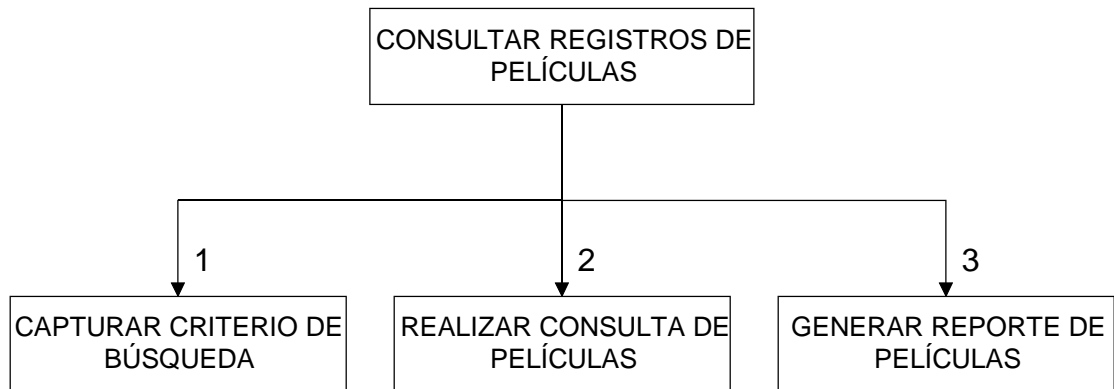 CONSULTAR REGISTROS DE
PELÍCULAS
1
2
3
CAPTURAR CRITERIO DE
BÚSQUEDA
REALIZAR CONSULTA DE
PELÍCULAS
GENERAR REPORTE DE
PELÍCULAS